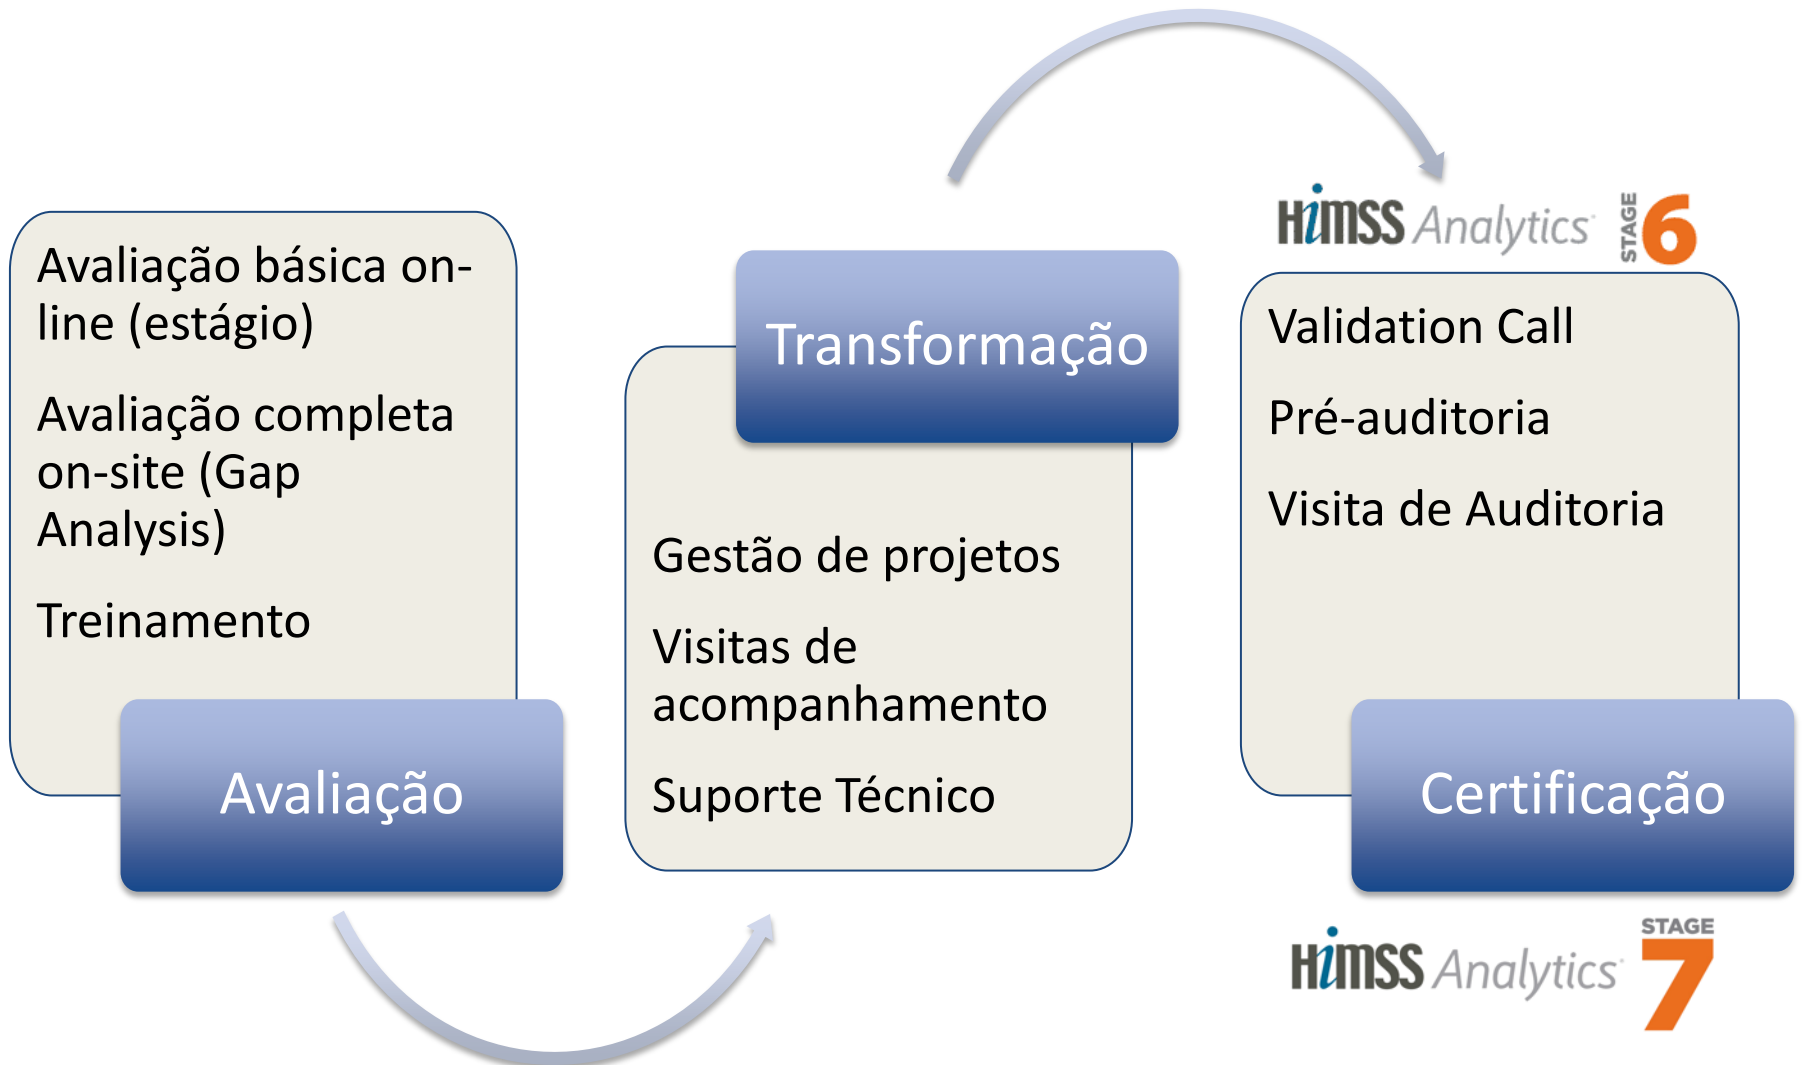 Avaliação básica on-
line (estágio)
Avaliação completa
on-site (Gap
Analysis)
Treinamento
Avaliação
Transformação
Gestão de projetos
Visitas de
acompanhamento
Suporte Técnico
HiMSS Analytics STAGE 6
Validation Call
Pré-auditoria
Visita de Auditoria
Certificação
HiMSS Analytics STAGE 7